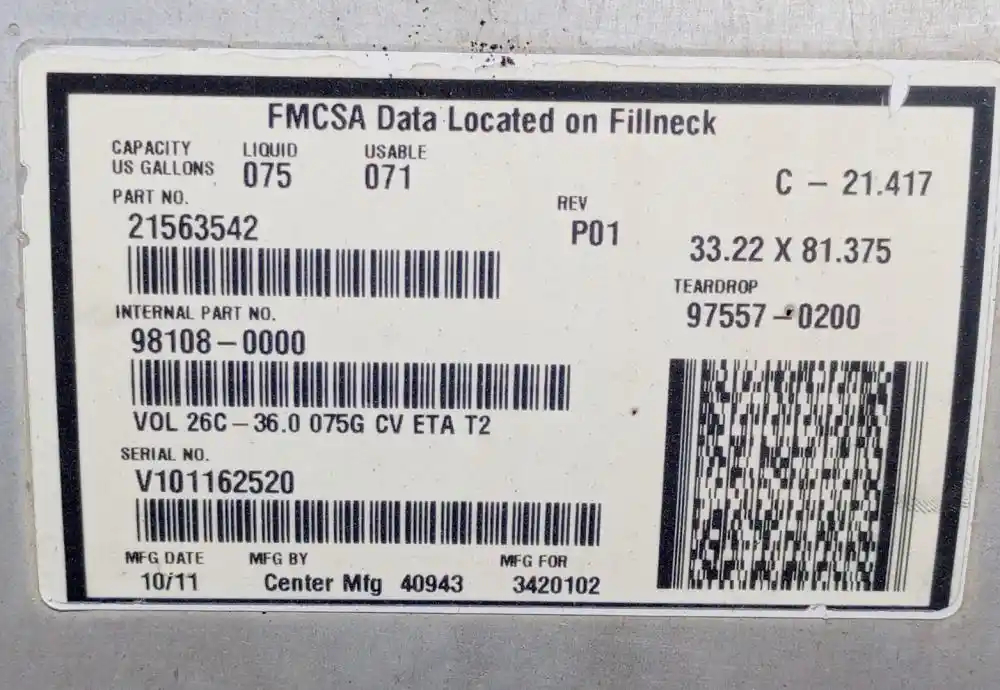 FMCSA Data Located on Fillneck
CAPACITY US GALLONS
LIQUID 075
USABLE 071
C – 21.417
PART NO.
21563542
REV
P01
33.22 X 81.375
TEARDROP
97557–0200
INTERNAL PART NO.
98108–0000
VOL 26C–36.0 075G CV ETA T2
SERIAL NO.
V101162520
MFG DATE
10/11
MFG BY
Center Mfg 40943
MFG FOR
3420102